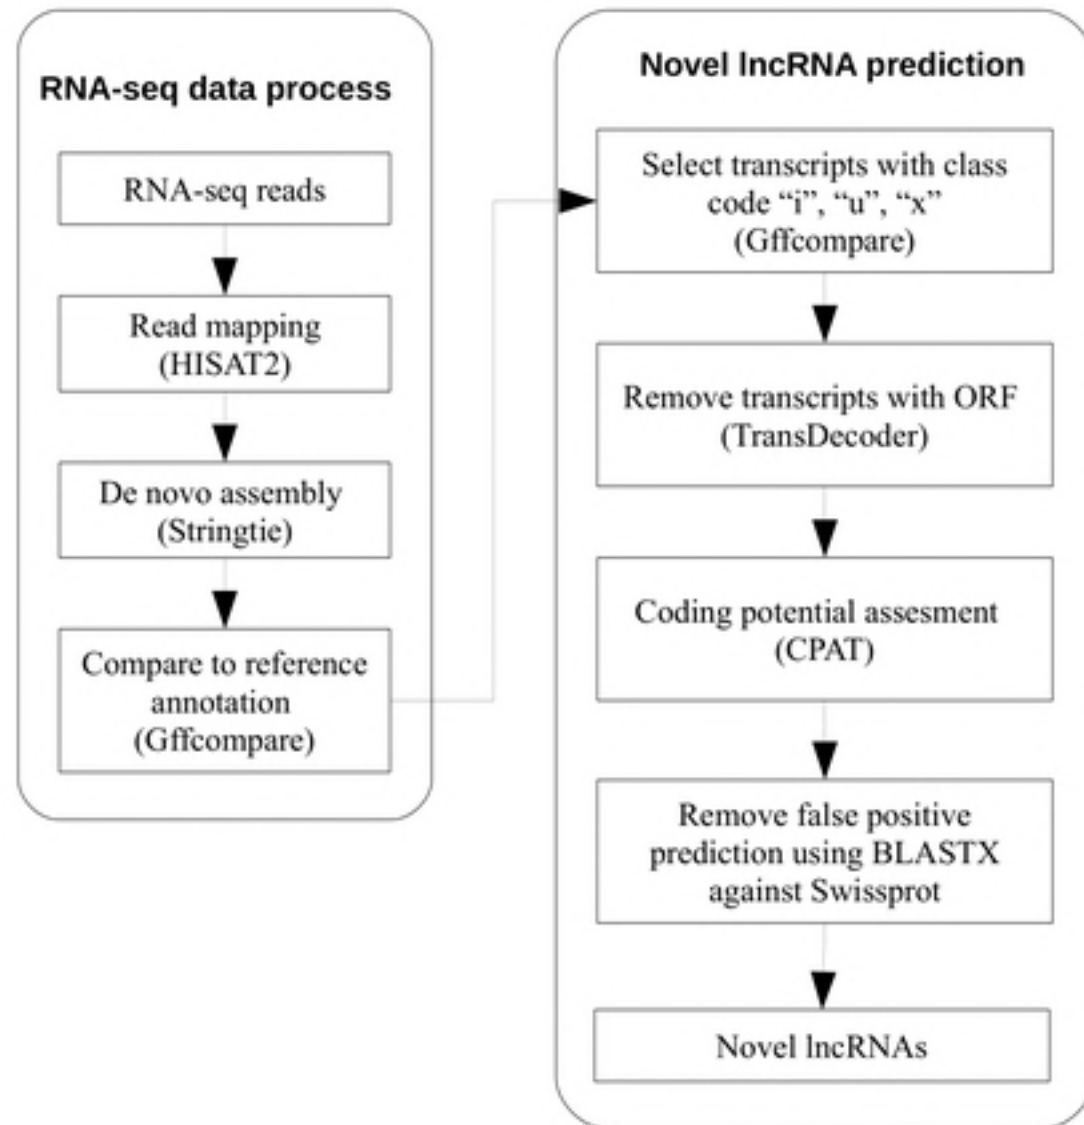 RNA-seq data process
RNA-seq reads
Read mapping
(HISAT2)
De novo assembly
(Stringtie)
Compare to reference
annotation
(Gffcompare)
Novel lncRNA prediction
Select transcripts with class
code “i”, “u”, “x”
(Gffcompare)
Remove transcripts with ORF
(TransDecoder)
Coding potential assesment
(CPAT)
Remove false positive
prediction using BLASTX
against Swissprot
Novel lncRNAs